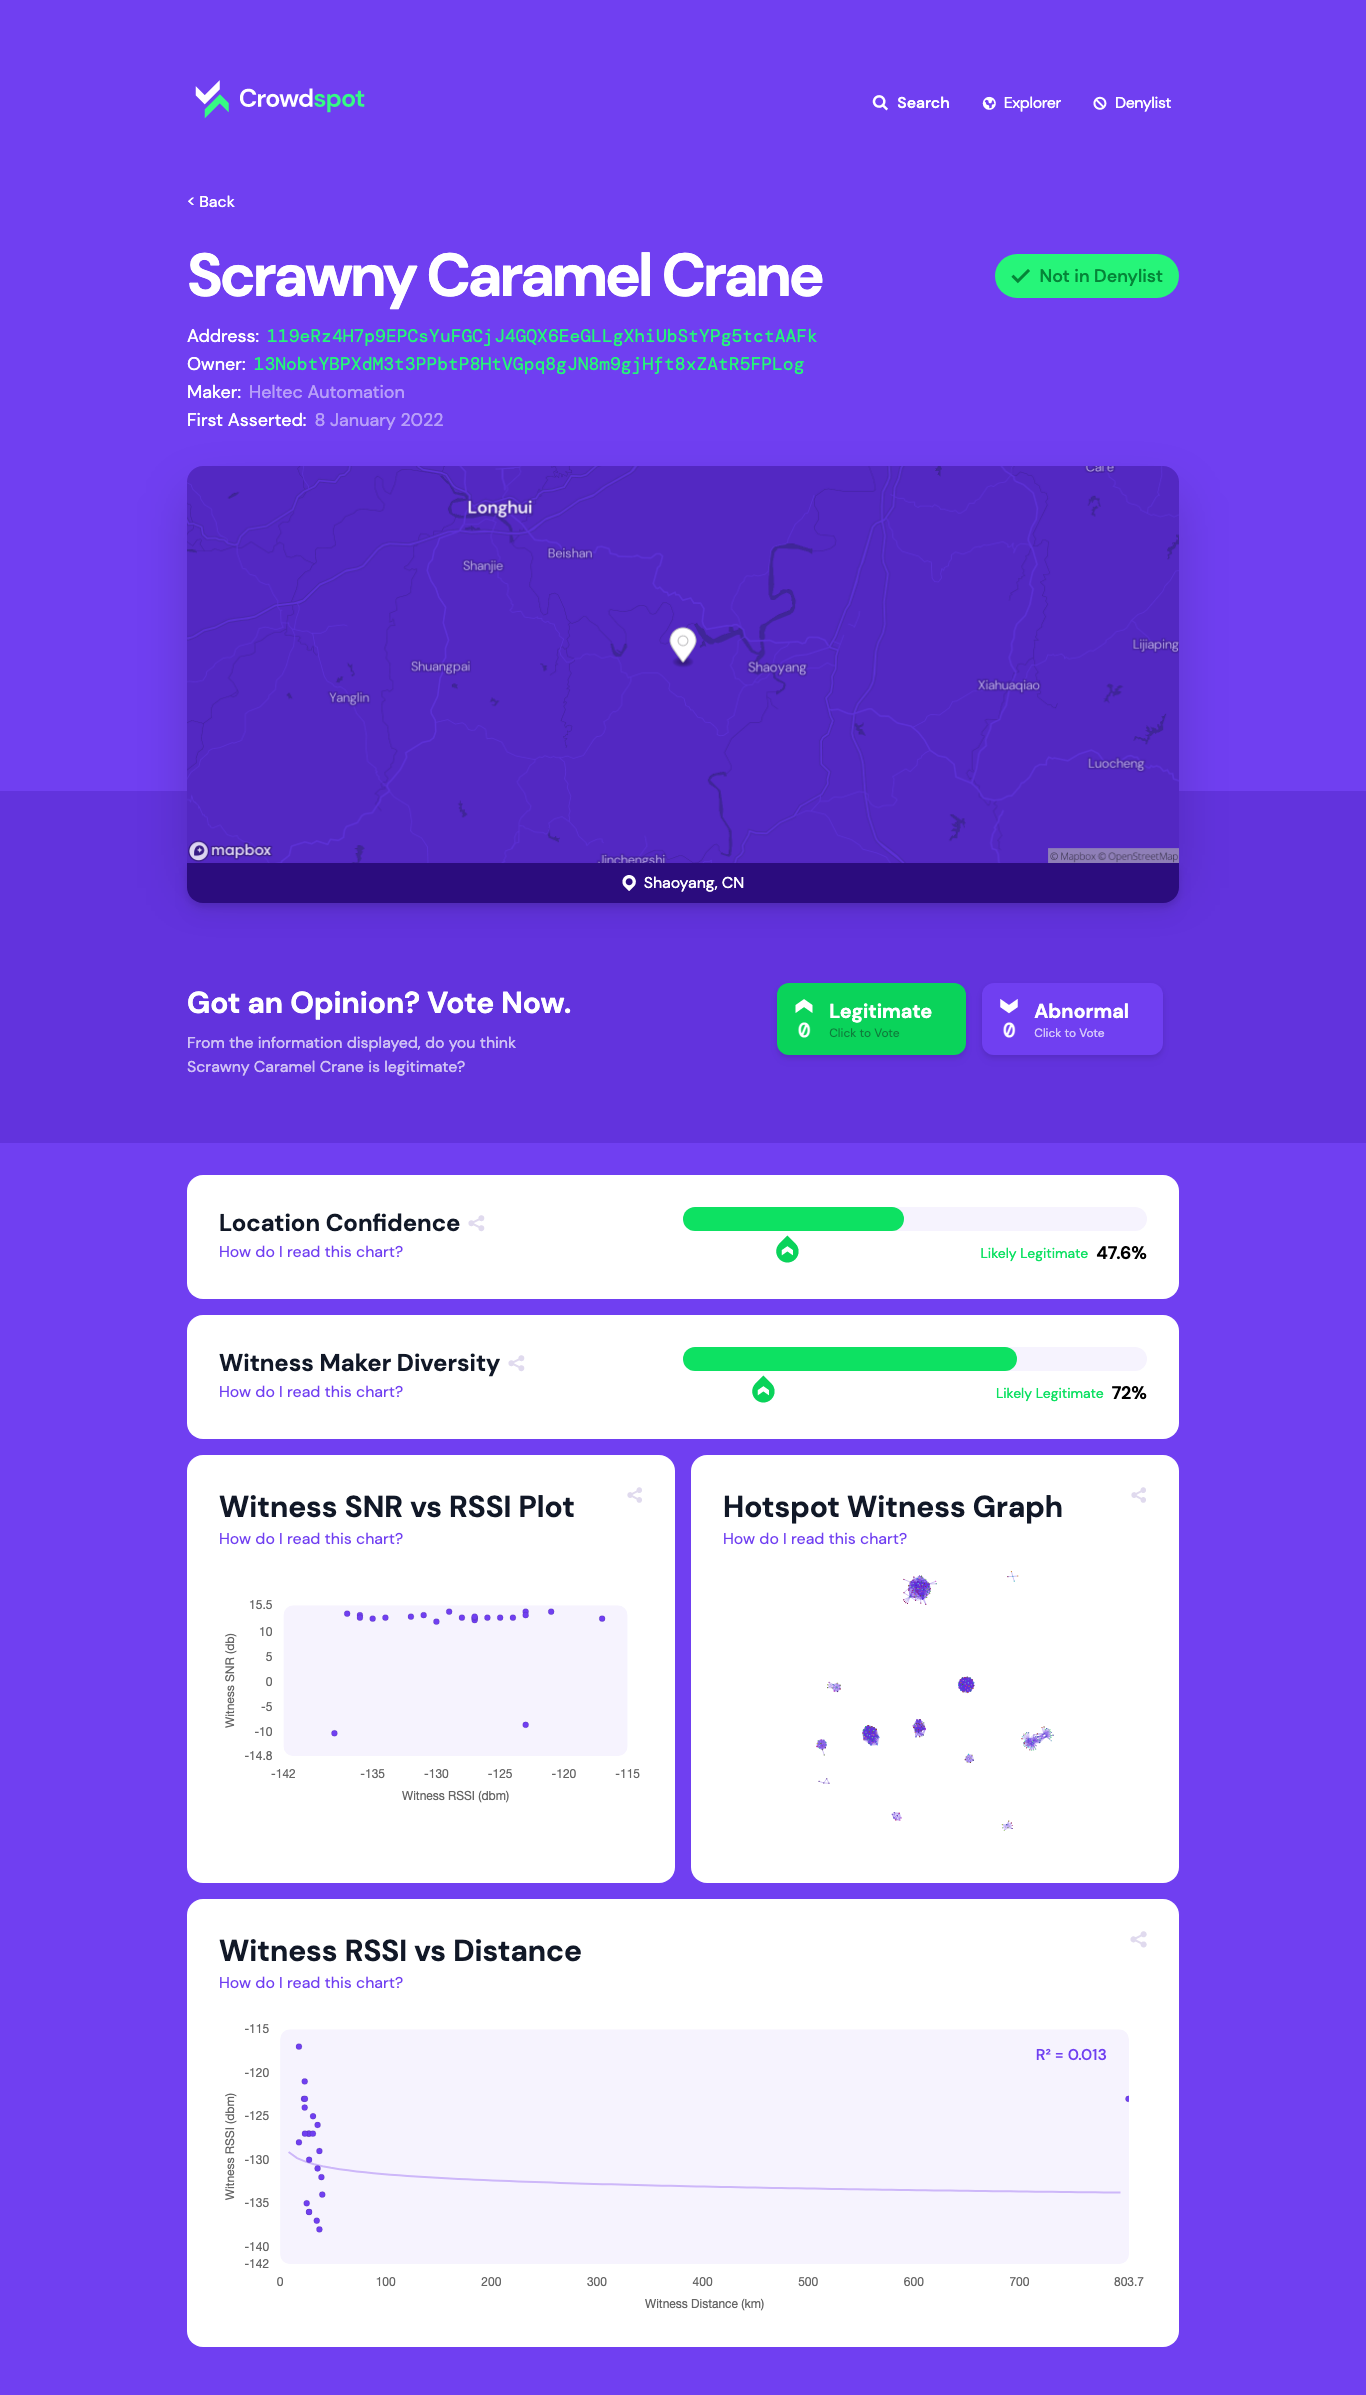 Crowdspot
Search
Explorer
Denylist
< Back
Scrawny Caramel Crane
Not in Denylist
Address: 119eRz4H7p9EPCsYuFGCjJ4GQX6EeGLLgXhiUbStYPg5tctAAFk
Owner: 13NobtYBPXdM3t3PPbtP8HtVGpq8gJN8m9gjHft8xZAtR5FPLog
Maker: Heltec Automation
First Asserted: 8 January 2022
Care
Longhui
Beishan
Shanjie
Lijiaping
Shuangpai
Shaoyang
Xiahuaqiao
Yanglin
Luocheng
mapbox
Jinchengshi
© Mapbox © OpenStreetMap
Shaoyang, CN
Got an Opinion? Vote Now.
From the information displayed, do you think
Scrawny Caramel Crane is legitimate?
0
Legitimate
Click to Vote
0
Abnormal
Click to Vote
Location Confidence
How do I read this chart?
Likely Legitimate 47.6%
Witness Maker Diversity
How do I read this chart?
Likely Legitimate 72%
Witness SNR vs RSSI Plot
How do I read this chart?
Witness SNR (db)
15.5
10
5
0
-5
-10
-14.8
-142 -135 -130 -125 -120 -115
Witness RSSI (dbm)
Hotspot Witness Graph
How do I read this chart?
Witness RSSI vs Distance
How do I read this chart?
R² = 0.013
Witness RSSI (dbm)
-115
-120
-125
-130
-135
-140
-142
0 100 200 300 400 500 600 700 803.7
Witness Distance (km)